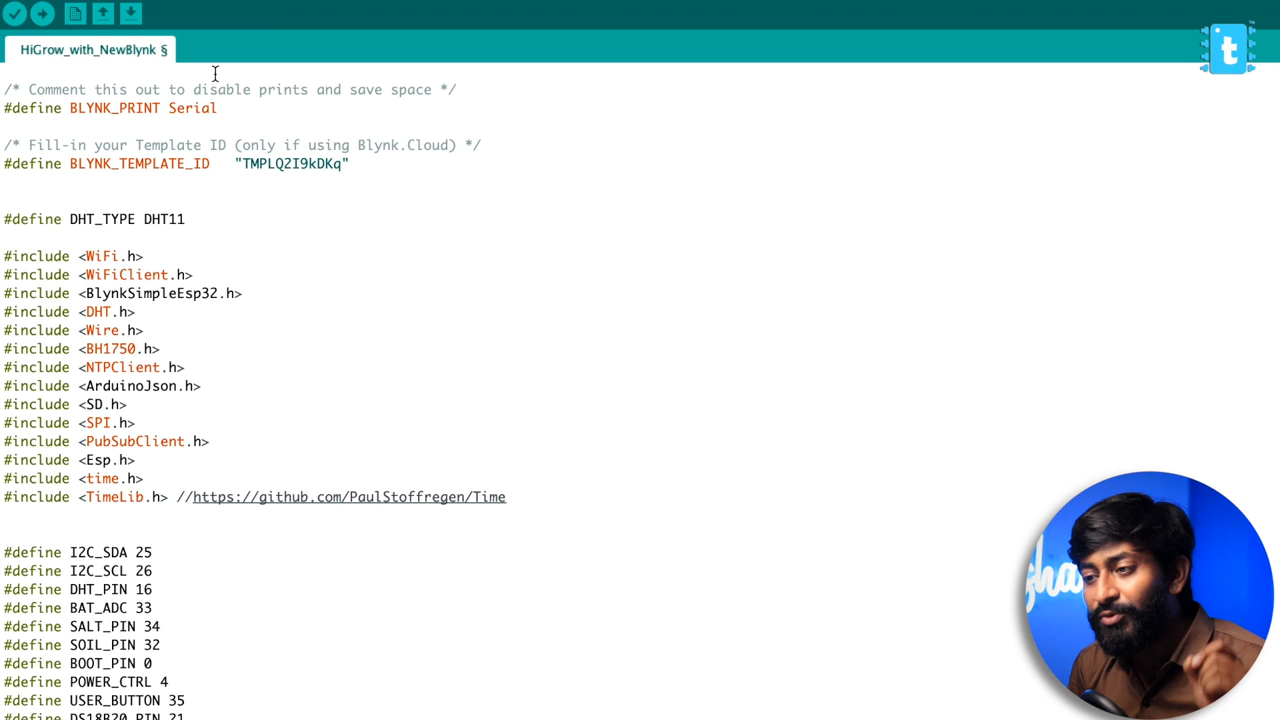 HiGrow_with_NewBlynk §
t
/* Comment this out to disable prints and save space */
#define BLYNK_PRINT Serial
/* Fill-in your Template ID (only if using Blynk.Cloud) */
#define BLYNK_TEMPLATE_ID "TMPLQ2I9kDKq"
#define DHT_TYPE DHT11
#include <WiFi.h>
#include <WiFiClient.h>
#include <BlynkSimpleEsp32.h>
#include <DHT.h>
#include <Wire.h>
#include <BH1750.h>
#include <NTPClient.h>
#include <ArduinoJson.h>
#include <SD.h>
#include <SPI.h>
#include <PubSubClient.h>
#include <Esp.h>
#include <time.h>
#include <TimeLib.h> //https://github.com/PaulStoffregen/Time
#define I2C_SDA 25
#define I2C_SCL 26
#define DHT_PIN 16
#define BAT_ADC 33
#define SALT_PIN 34
#define SOIL_PIN 32
#define BOOT_PIN 0
#define POWER_CTRL 4
#define USER_BUTTON 35
#define DS18B20_PIN 21